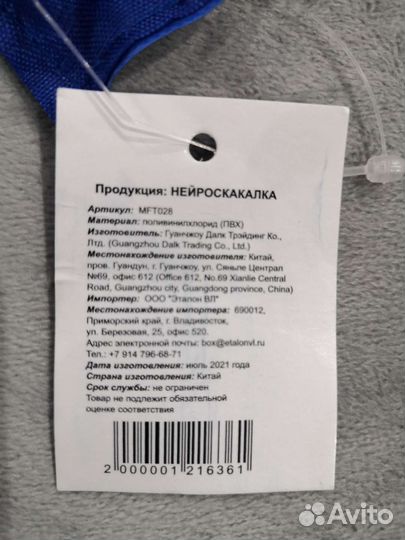 Продукция: НЕЙРОСКАКАЛКА
Артикул: MFT028
Материал: поливинилхлорид (ПВХ)
Изготовитель: Гуанчжоу Далк Трэйдинг Ко.,
Лтд. (Guangzhou Dalk Trading Co., Ltd.)
Местонахождение изготовителя: Китай,
пров. Гуандун, г. Гуанчжоу, ул. Сяньле Централ
№69, офис 612 (Office 612, No.69 Xianlie Central
Road, Guangzhou city, Guangdong province, China)
Импортер: ООО "Эталон ВЛ"
Местонахождение импортера: 690012,
Приморский край, г. Владивосток,
ул. Березовая, 25, офис 520.
Адрес электронной почты: box@etalonvl.ru
Тел.: +7 914 796-68-71
Дата изготовления: июль 2021 года
Страна изготовления: Китай
Срок службы: не ограничен
Товар не подлежит обязательной
оценке соответствия
2 000001 216361
Avito